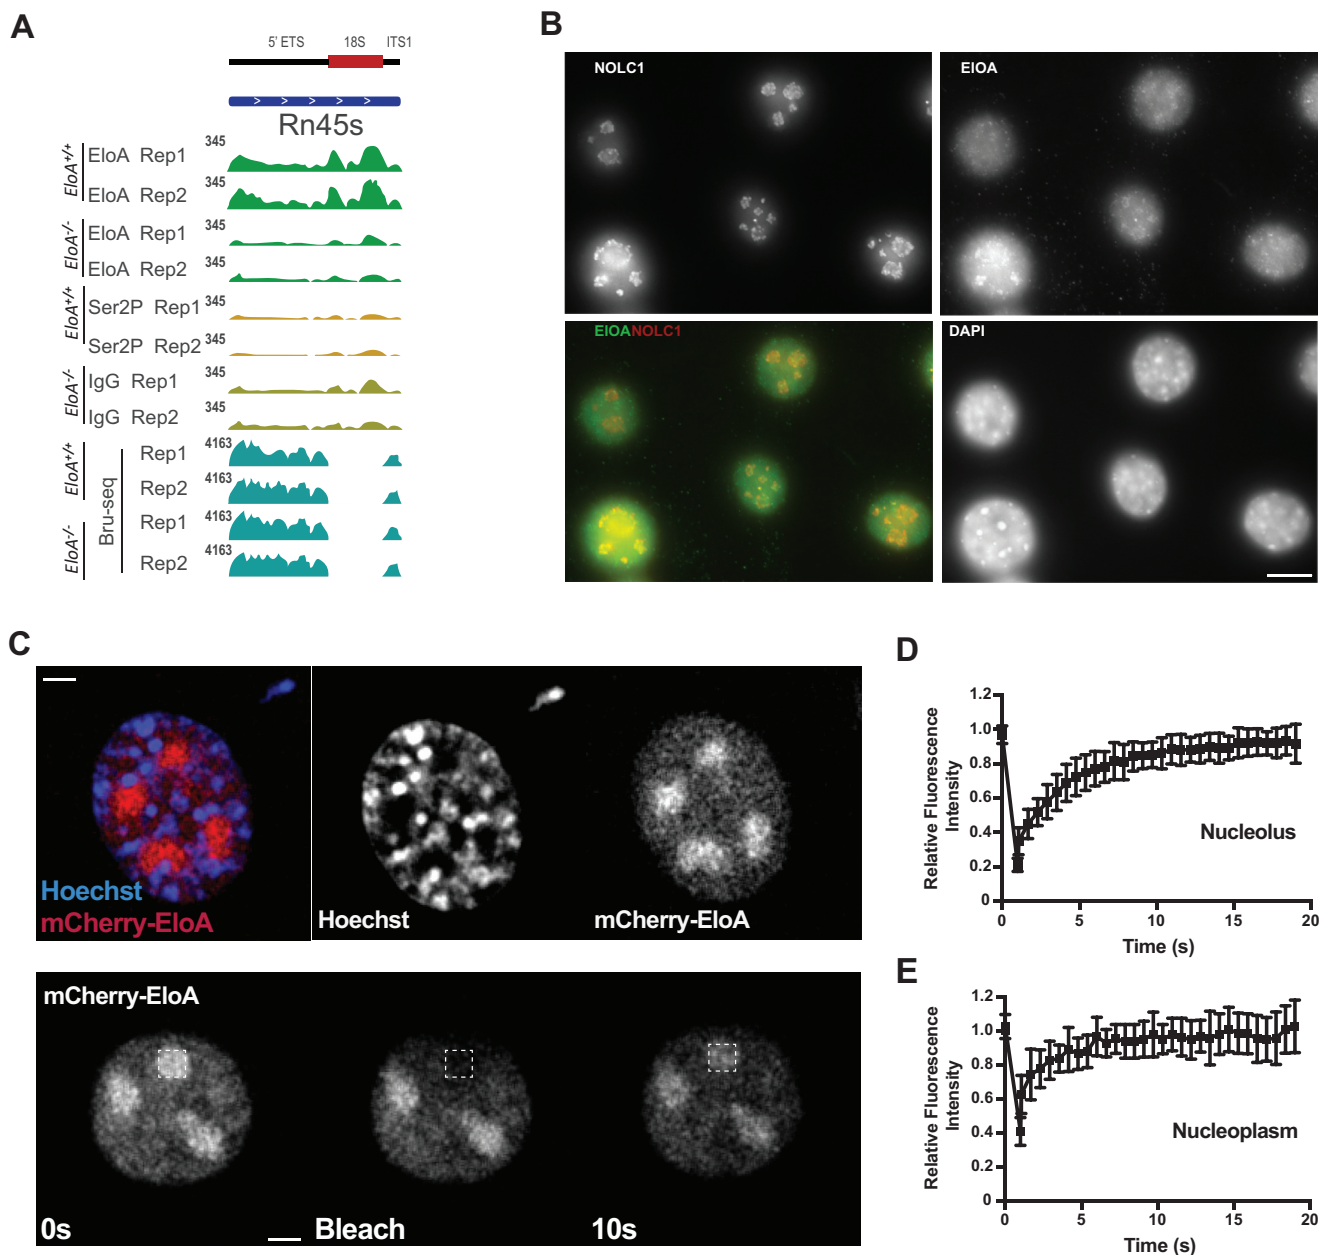 A
5' ETS 18S ITS1
> > > > >
Rn45s
EloA+/+
EloA Rep1 345
EloA Rep2 345
EloA-/-
EloA Rep1 345
EloA Rep2 345
EloA+/+
Ser2P Rep1 345
Ser2P Rep2 345
EloA-/-
IgG Rep1 345
IgG Rep2 345
EloA+/+
EloA-/-
Bru-seq
Rep1 4163
Rep2 4163
Rep1 4163
Rep2 4163
B
NOLC1
ElOA
ElOANOLC1
DAPI
C
Hoechst
mCherry-EloA
Hoechst
mCherry-EloA
mCherry-EloA
0s
Bleach
10s
D
Relative Fluorescence
Intensity
1.2
1.0
0.8
0.6
0.4
0.2
0
0 5 10 15 20
Nucleolus
Time (s)
E
Relative Fluorescence
Intensity
1.2
1.0
0.8
0.6
0.4
0.2
0
0 5 10 15 20
Nucleoplasm
Time (s)